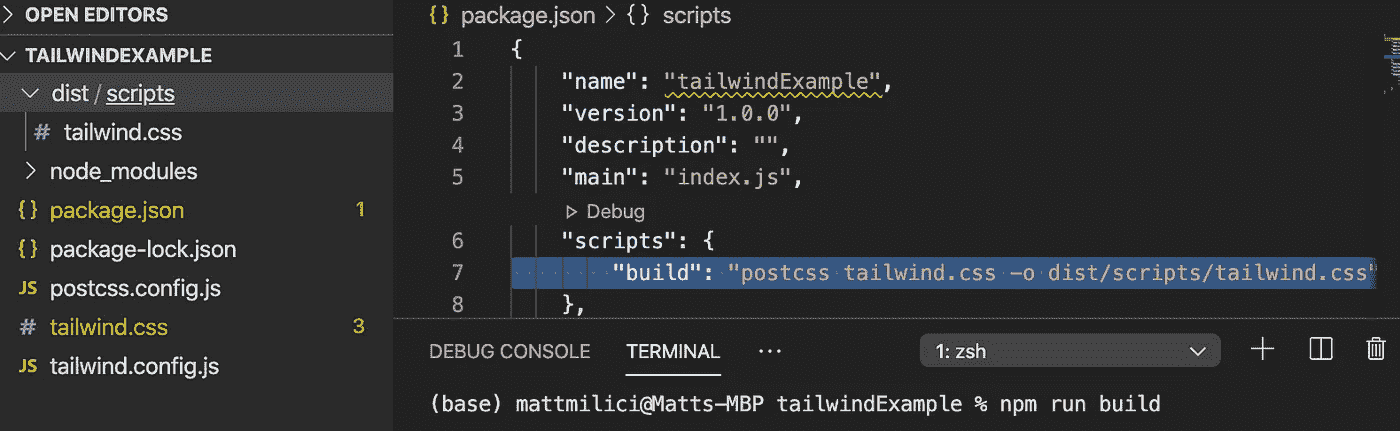 OPEN EDITORS
TAILWINDEXAMPLE
dist / scripts
# tailwind.css
node_modules
{} package.json 1
{} package-lock.json
JS postcss.config.js
# tailwind.css 3
JS tailwind.config.js
{} package.json > {} scripts
1 {
2 "name": "tailwindExample",
3 "version": "1.0.0",
4 "description": "",
5 "main": "index.js",
Debug
6 "scripts": {
7 "build": "postcss tailwind.css -o dist/scripts/tailwind.css"
8 },
DEBUG CONSOLE TERMINAL ··· 1: zsh
(base) mattmilici@Matts-MBP tailwindExample % npm run build